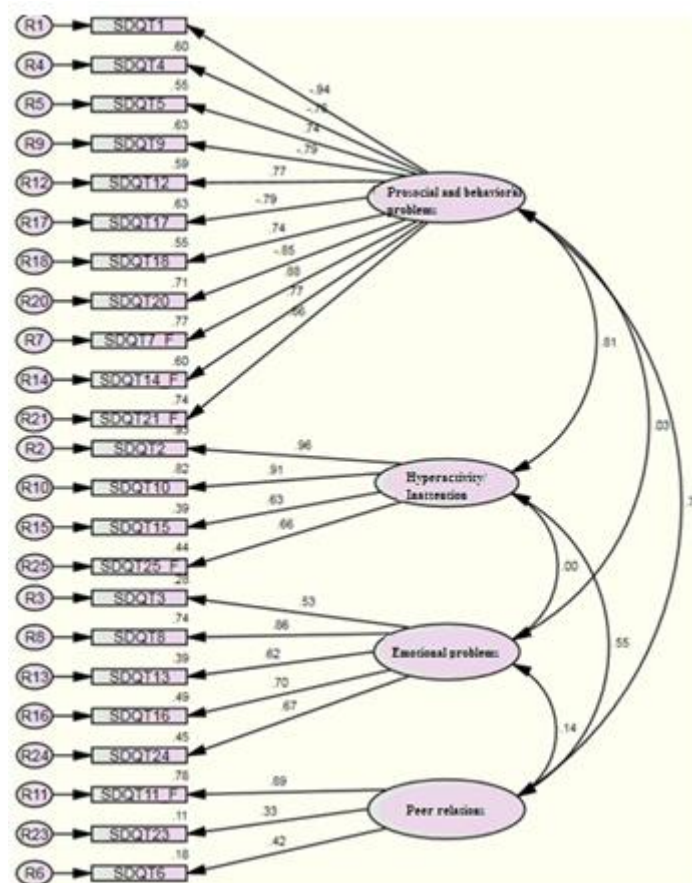 R1 SDQT1
.60
R4 SDQT4
-.94
.55
-.78
R5 SDQT5
.74
.63
-.79
R9 SDQT9
.59
.77
R12 SDQT12
Prosocial and behavioral
problems
.63
-.79
R17 SDQT17
.55
.74
R18 SDQT18
-.85
.71
.88
R20 SDQT20
.77
.77
.86
R7 SDQT7_F
.81
.60
R14 SDQT14_F
.74
R21 SDQT21_F
.03
.93
R2 SDQT2
.96
.82
.91
R10 SDQT10
Hyperactivity/
Inattention
.39
.63
R15 SDQT15
.44
.66
R25 SDQT25_F
.00
.28
R3 SDQT3
.53
.74
.86
R8 SDQT8
.55
.39
.62
R13 SDQT13
Emotional problems
.49
.70
R16 SDQT16
.67
.45
.14
R24 SDQT24
.78
.89
R11 SDQT11_F
Peer relations
.11
.33
R23 SDQT23
.18
.42
R6 SDQT6